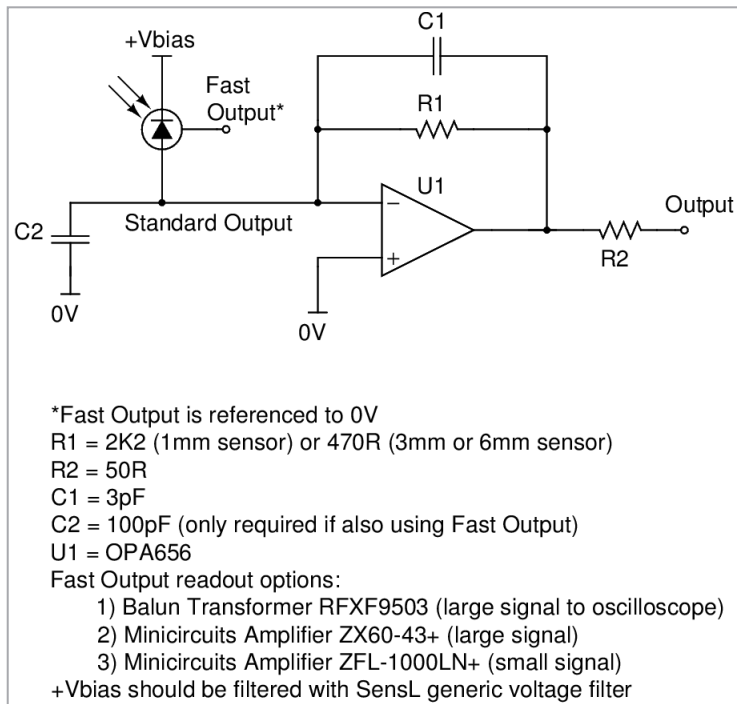 C1
+Vbias
Fast
Output*
R1
U1
−
Output
C2
Standard Output
+
R2
0V
0V
*Fast Output is referenced to 0V
R1 = 2K2 (1mm sensor) or 470R (3mm or 6mm sensor)
R2 = 50R
C1 = 3pF
C2 = 100pF (only required if also using Fast Output)
U1 = OPA656
Fast Output readout options:
1) Balun Transformer RFXF9503 (large signal to oscilloscope)
2) Minicircuits Amplifier ZX60-43+ (large signal)
3) Minicircuits Amplifier ZFL-1000LN+ (small signal)
+Vbias should be filtered with SensL generic voltage filter